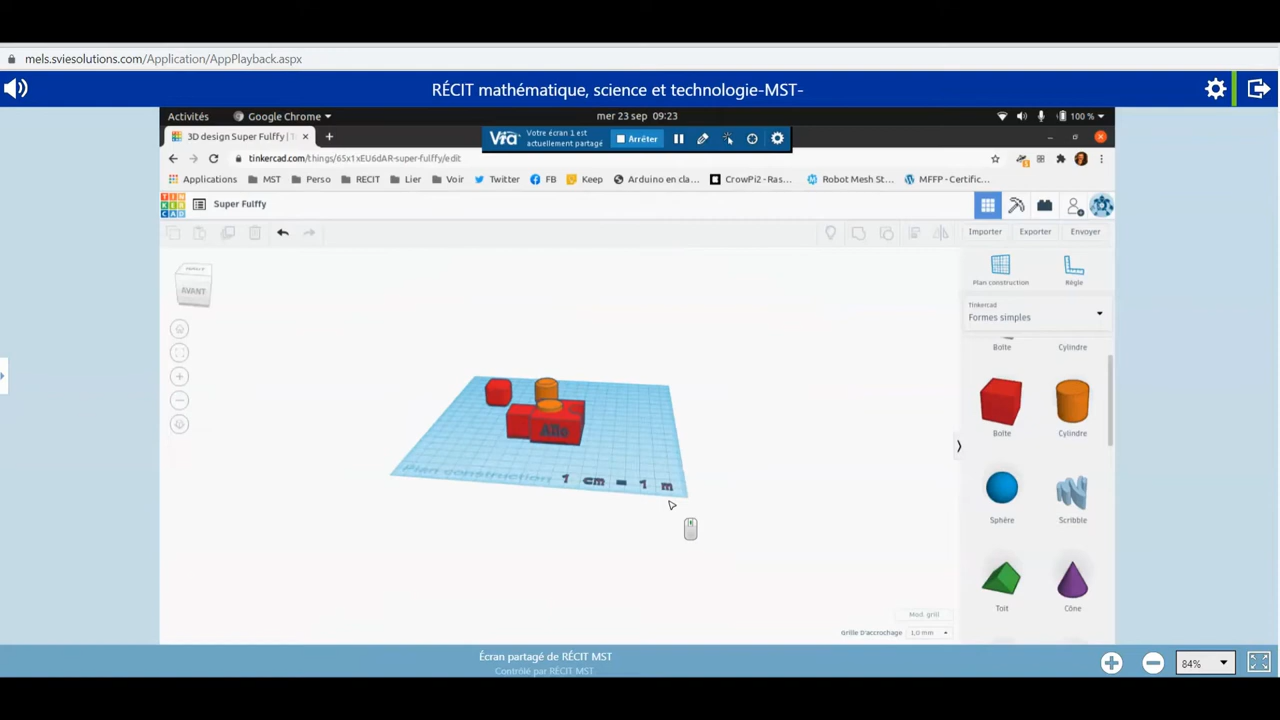 mels.sviesolutions.com/Application/AppPlayback.aspx
RÉCIT mathématique, science et technologie-MST-
Activités Google Chrome mer 23 sep 09:23 100 %
3D design Super Fulffy | T
Via Votre écran 1 est actuellement partagé Arrêter
tinkercad.com/things/65x1xEU6dAR-super-fulffy/edit
Applications MST Perso RECIT Lier Voir Twitter FB Keep Arduino en cla... CrowPi2 - Ras... Robot Mesh St... MFFP - Certific...
TIN KER CAD Super Fulffy
Importer Exporter Envoyer
AVANT
Plan construction Règle
Tinkercad
Formes simples
Boîte Cylindre
Boîte Cylindre
Allo
Plan construction 1 cm = 1 m
Sphère Scribble
Toit Cône
Mod. grill
Grille D'accrochage 1,0 mm
Écran partagé de RÉCIT MST
Contrôlé par RÉCIT MST
84%